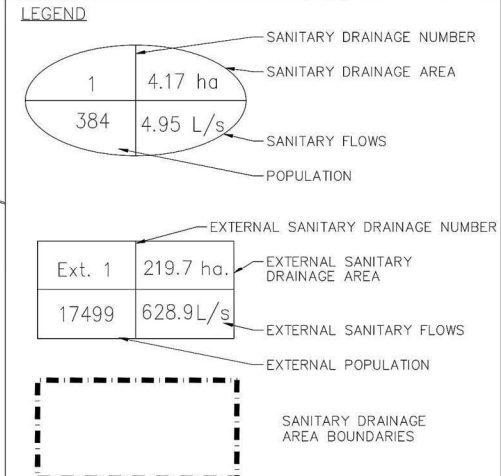 LEGEND
SANITARY DRAINAGE NUMBER
1
4.17 ha
SANITARY DRAINAGE AREA
384
4.95 L/s
SANITARY FLOWS
POPULATION
EXTERNAL SANITARY DRAINAGE NUMBER
Ext. 1
219.7 ha.
EXTERNAL SANITARY
DRAINAGE AREA
17499
628.9L/s
EXTERNAL SANITARY FLOWS
EXTERNAL POPULATION
SANITARY DRAINAGE
AREA BOUNDARIES